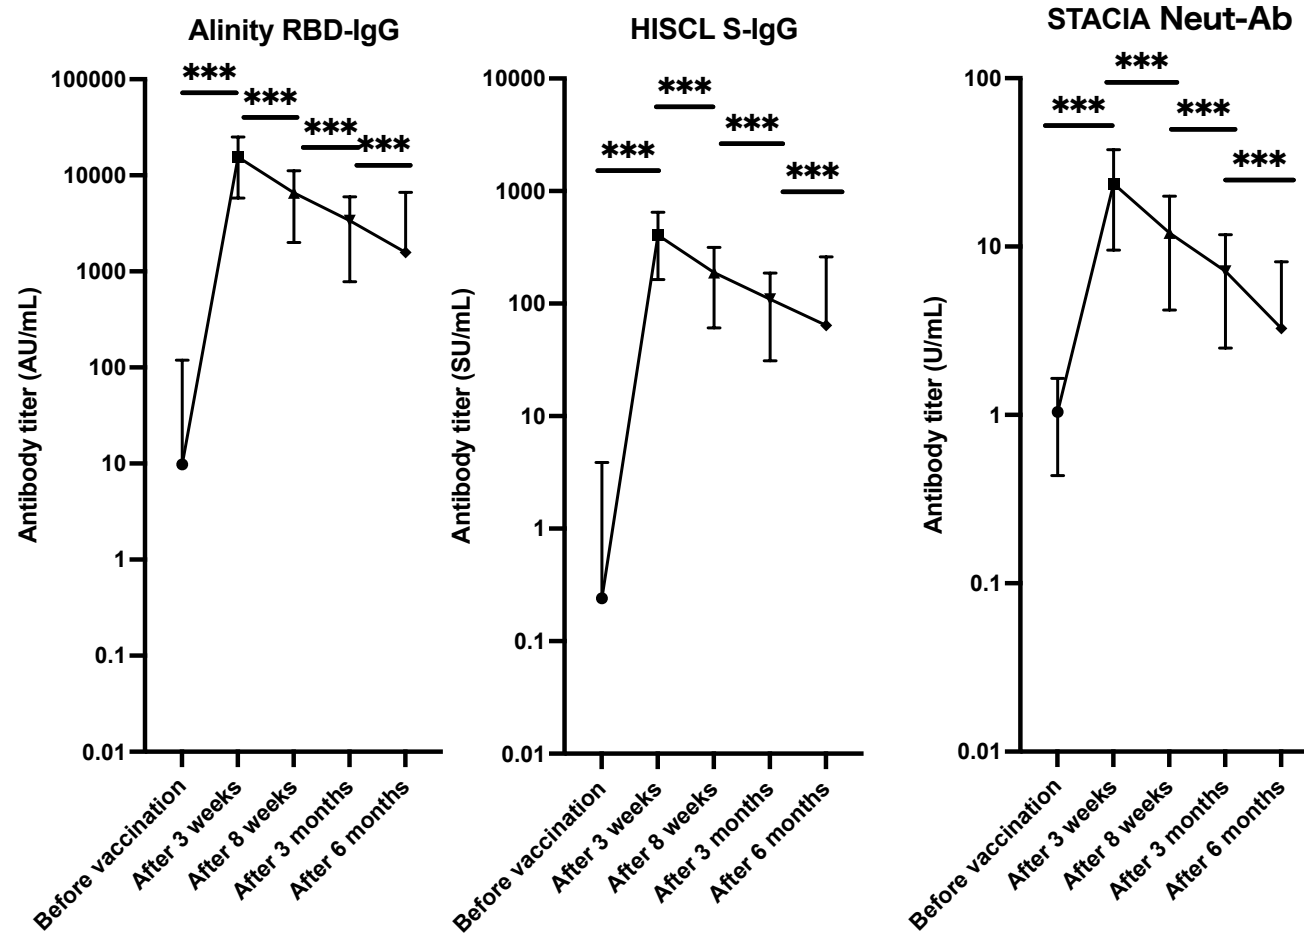 Alinity RBD-IgG
Antibody titer (AU/mL)
100000
10000
1000
100
10
1
0.1
0.01
***
***
***
***
Before vaccination
After 3 weeks
After 8 weeks
After 3 months
After 6 months
HISCL S-IgG
Antibody titer (SU/mL)
10000
1000
100
10
1
0.1
0.01
***
***
***
***
Before vaccination
After 3 weeks
After 8 weeks
After 3 months
After 6 months
STACIA Neut-Ab
Antibody titer (U/mL)
100
10
1
0.1
0.01
***
***
***
***
Before vaccination
After 3 weeks
After 8 weeks
After 3 months
After 6 months